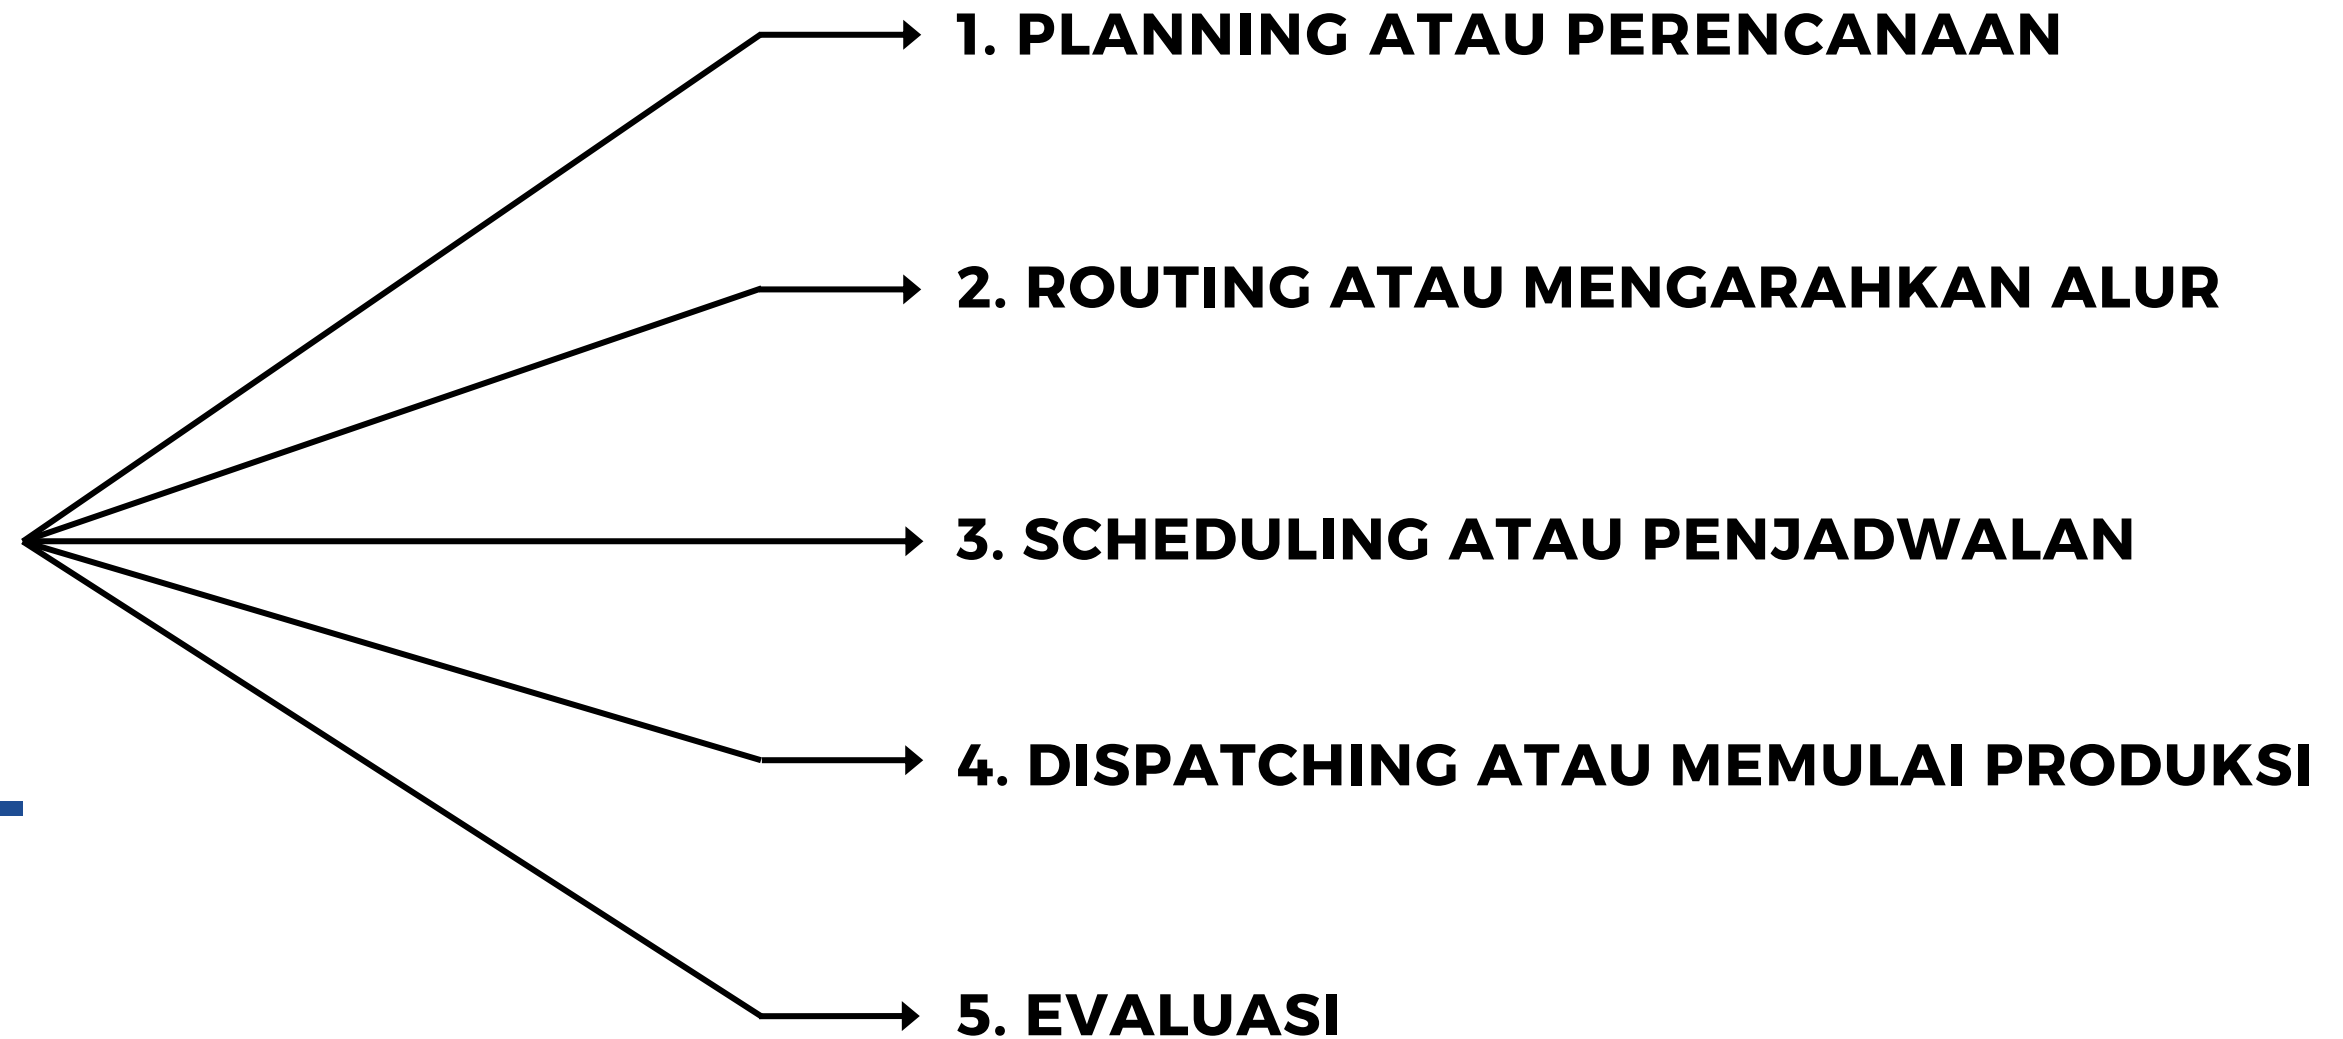 1. PLANNING ATAU PERENCANAAN
2. ROUTING ATAU MENGARAHKAN ALUR
3. SCHEDULING ATAU PENJADWALAN
4. DISPATCHING ATAU MEMULAI PRODUKSI
5. EVALUASI